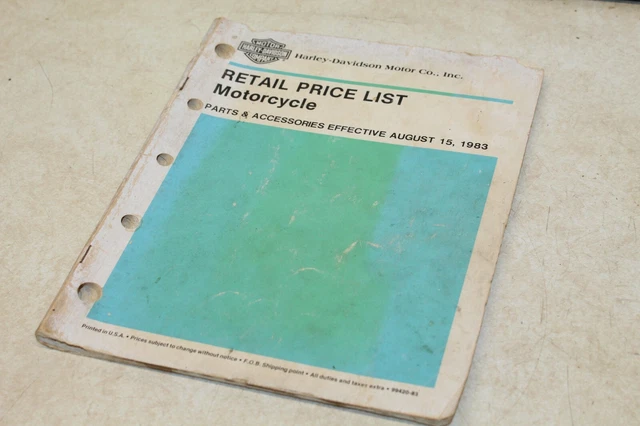 MOTOR
HARLEY-DAVIDSON
Harley-Davidson Motor Co., Inc.
RETAIL PRICE LIST
Motorcycle
PARTS & ACCESSORIES EFFECTIVE AUGUST 15, 1983
Printed in U.S.A. • Prices subject to change without notice • F.O.B. Shipping point • All duties and taxes extra •